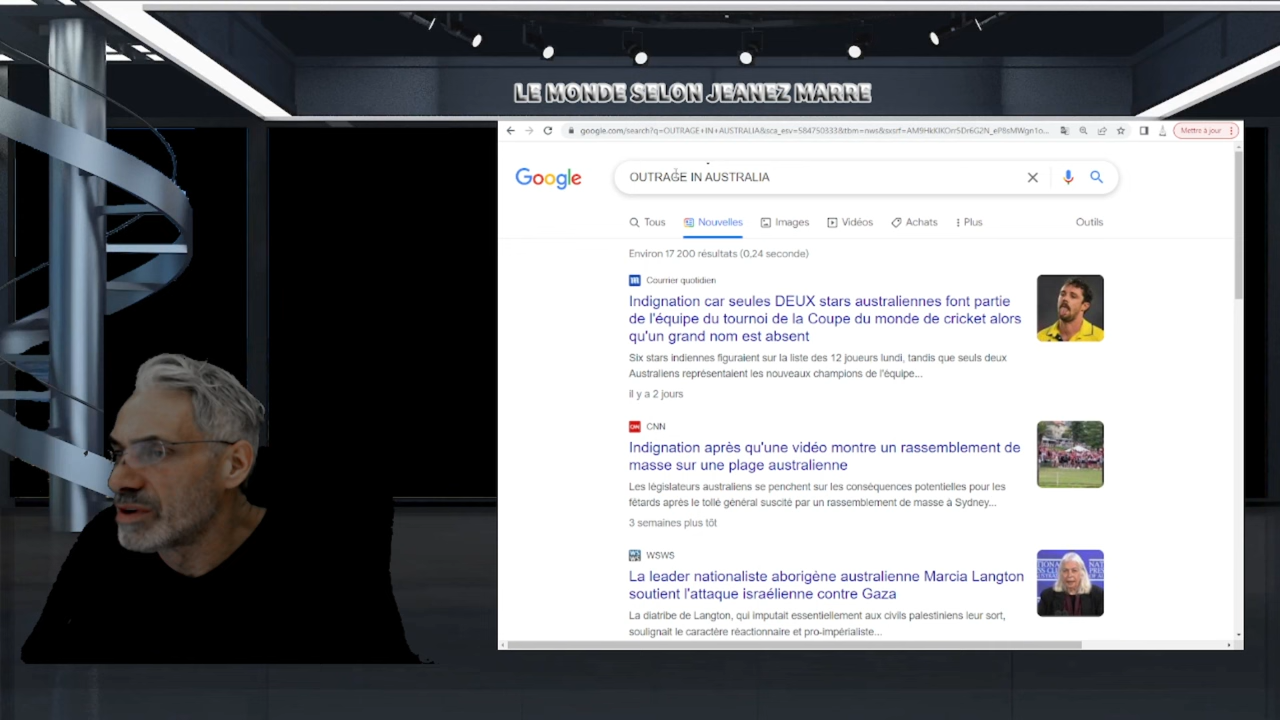 LE MONDE SELON JEANEZ MARRE
Google
OUTRAGE IN AUSTRALIA
Tous
Nouvelles
Images
Vidéos
Achats
Plus
Outils
Mettre à jour
Environ 17 200 résultats (0,24 seconde)
Courrier quotidien
Indignation car seules DEUX stars australiennes font partie
de l'équipe du tournoi de la Coupe du monde de cricket alors
qu'un grand nom est absent
Six stars indiennes figuraient sur la liste des 12 joueurs lundi, tandis que seuls deux
Australiens représentaient les nouveaux champions de l'équipe...
il y a 2 jours
CNN
Indignation après qu'une vidéo montre un rassemblement de
masse sur une plage australienne
Les législateurs australiens se penchent sur les conséquences potentielles pour les
fêtards après le tollé général suscité par un rassemblement de masse à Sydney...
3 semaines plus tôt
WSWS
La leader nationaliste aborigène australienne Marcia Langton
soutient l'attaque israélienne contre Gaza
La diatribe de Langton, qui imputait essentiellement aux civils palestiniens leur sort,
soulignait le caractère réactionnaire et pro-impérialiste...